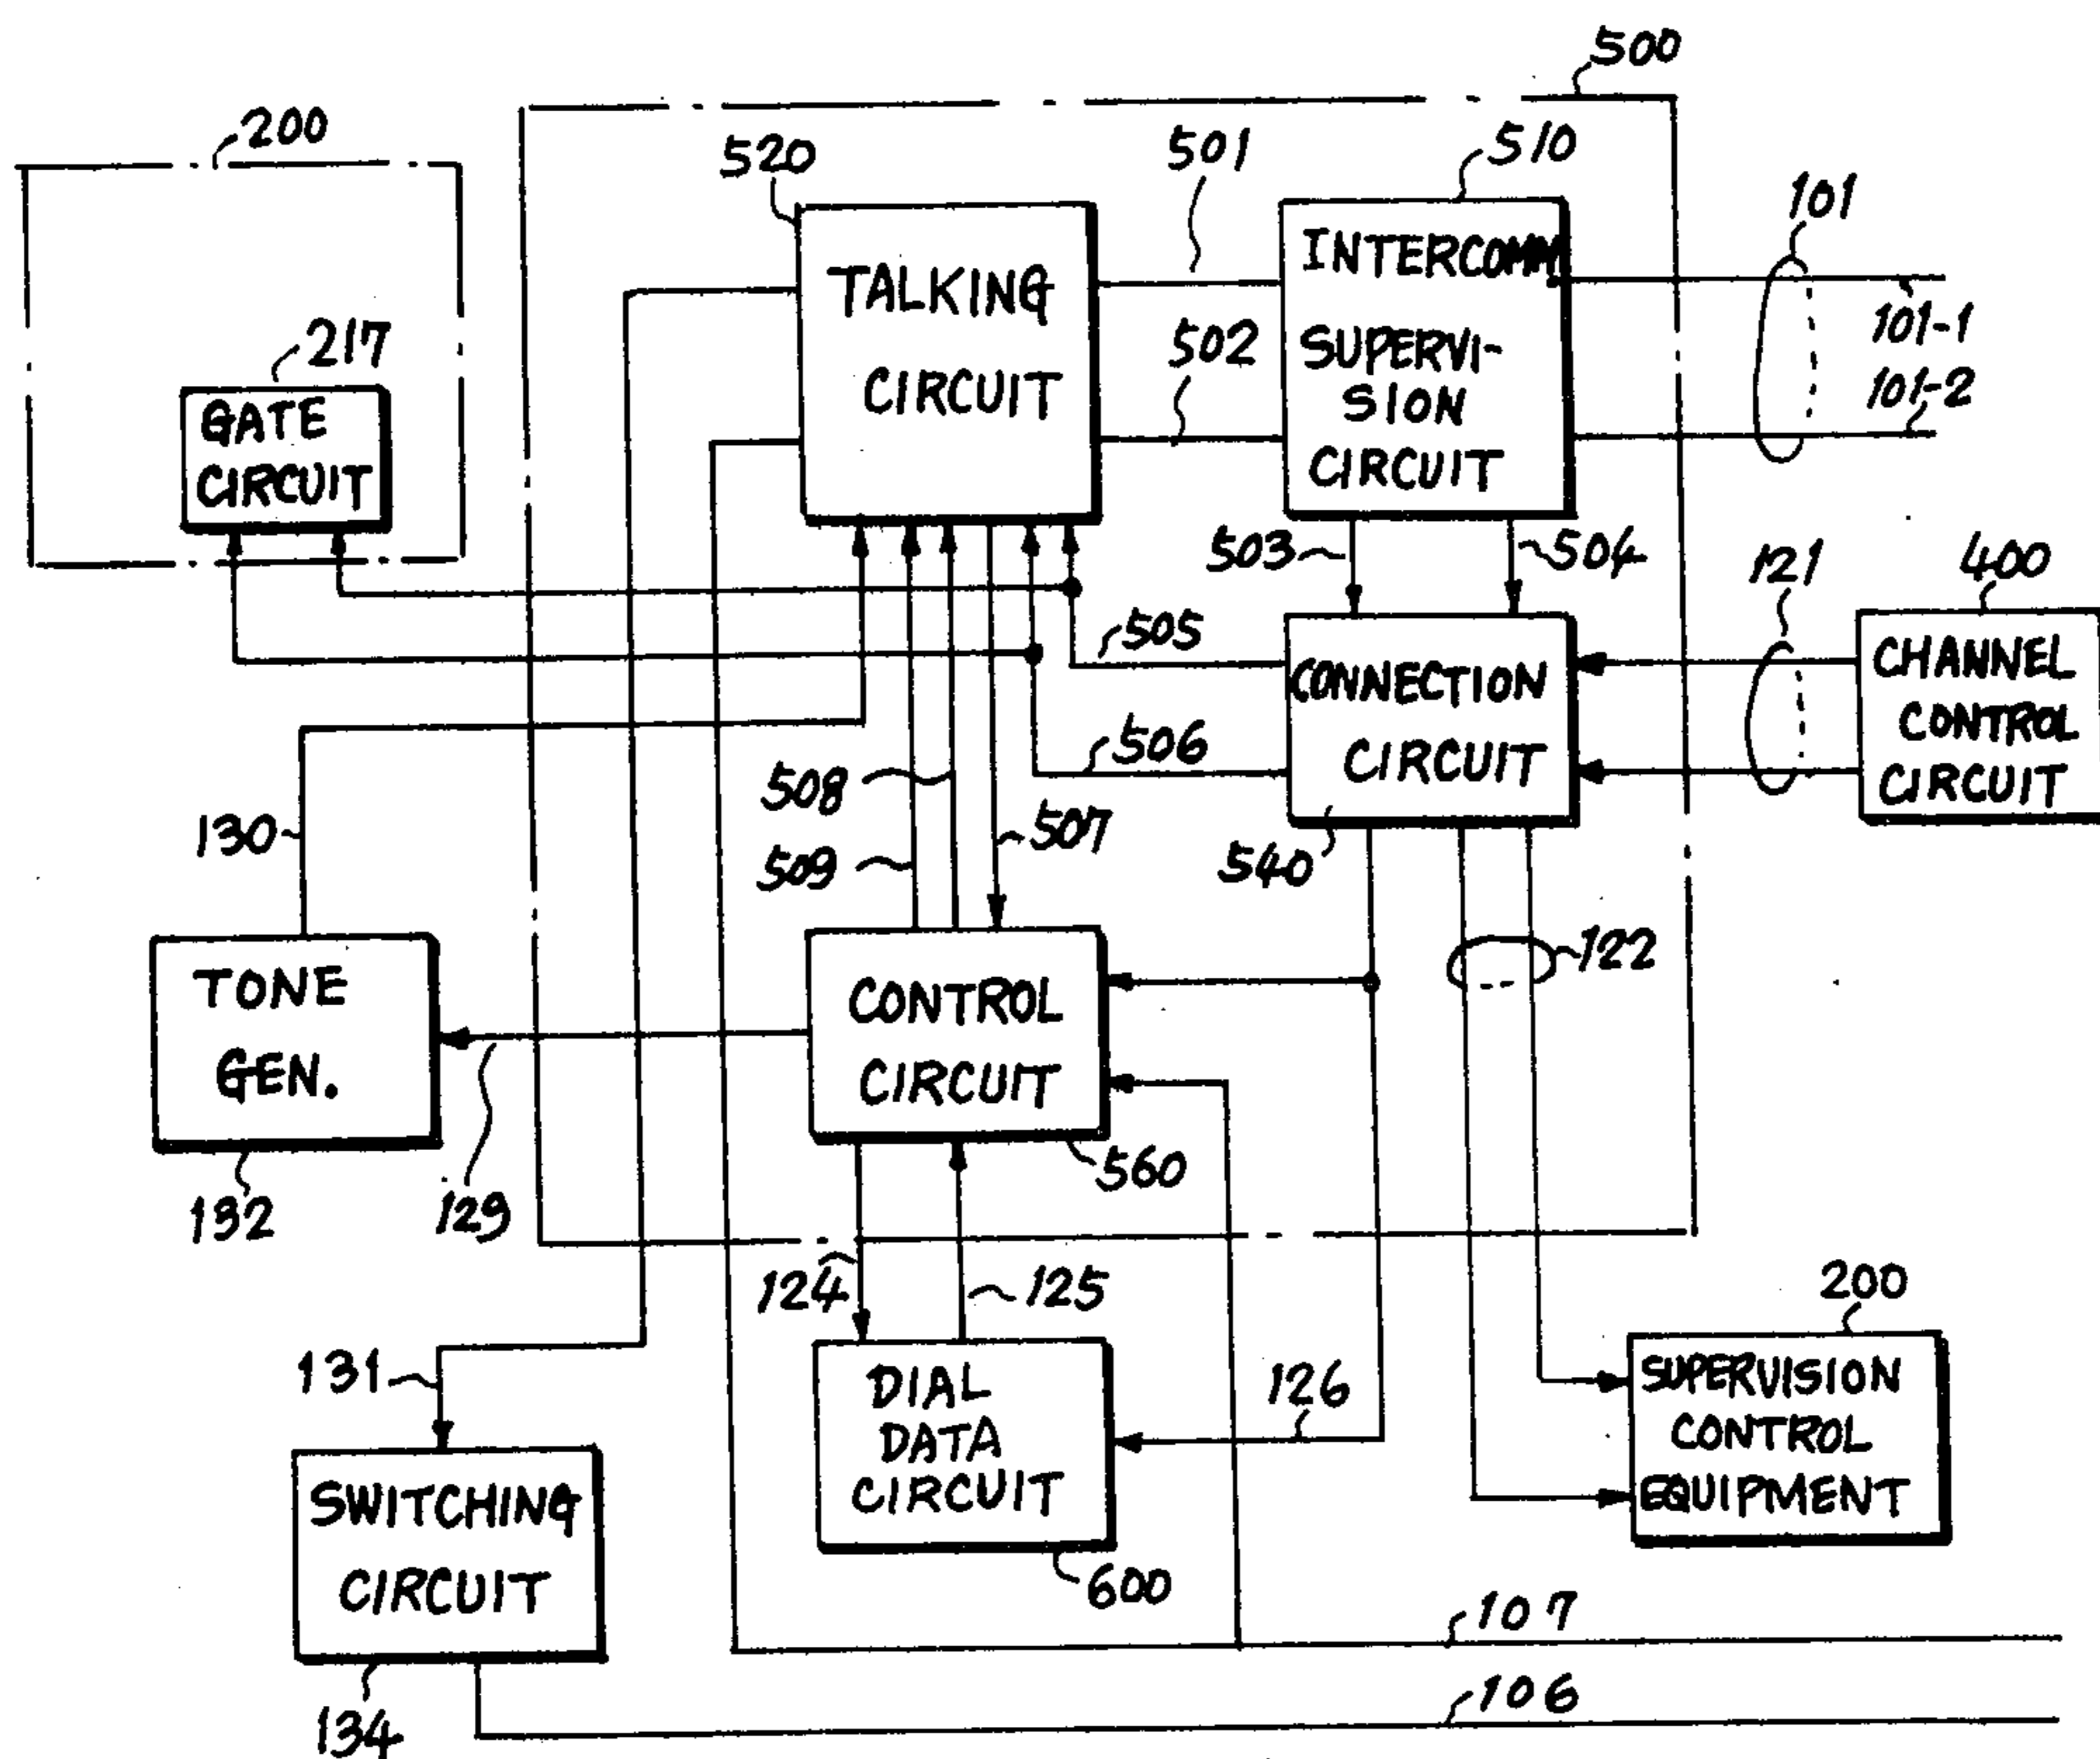 500
200
520
501
510
101
TALKING
CIRCUIT
INTERCOMM
SUPERVI-
SION
CIRCUIT
101-1
502
101-2
217
GATE
CIRCUIT
503
504
121
400
505
CONNECTION
CIRCUIT
CHANNEL
CONTROL
CIRCUIT
506
508
507
130
509
540
122
TONE
GEN.
CONTROL
CIRCUIT
560
132
129
124
125
200
131
126
DIAL
DATA
CIRCUIT
SUPERVISION
CONTROL
EQUIPMENT
SWITCHING
CIRCUIT
600
107
106
134